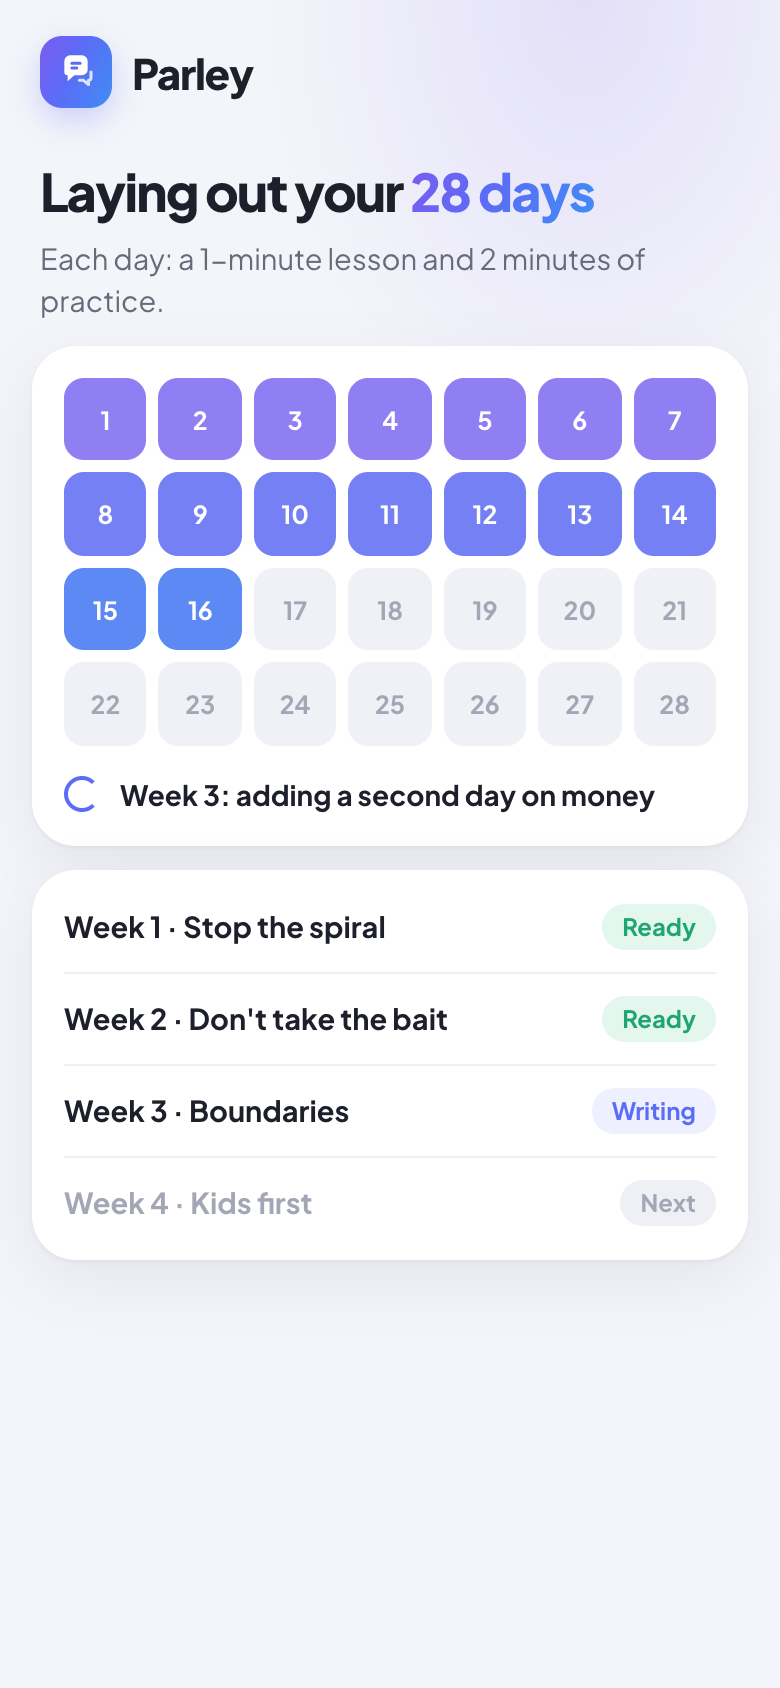 Parley
Laying out your 28 days
Each day: a 1–minute lesson and 2 minutes of
practice.
1 2 3 4 5 6 7
8 9 10 11 12 13 14
15 16 17 18 19 20 21
22 23 24 25 26 27 28
Week 3: adding a second day on money
Week 1 · Stop the spiral Ready
Week 2 · Don't take the bait Ready
Week 3 · Boundaries Writing
Week 4 · Kids first Next